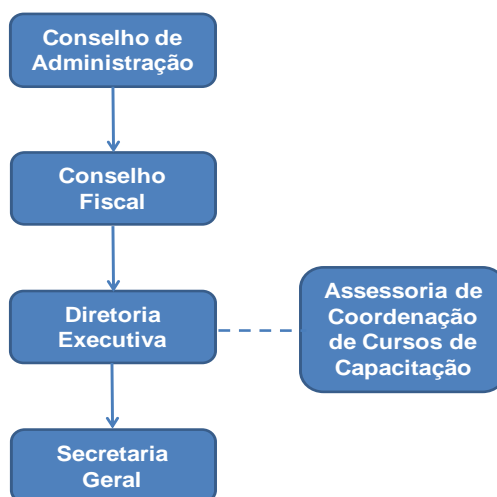 Conselho de
Administração
Conselho
Fiscal
Diretoria
Executiva
Assessoria de
Coordenação
de Cursos de
Capacitação
Secretaria
Geral